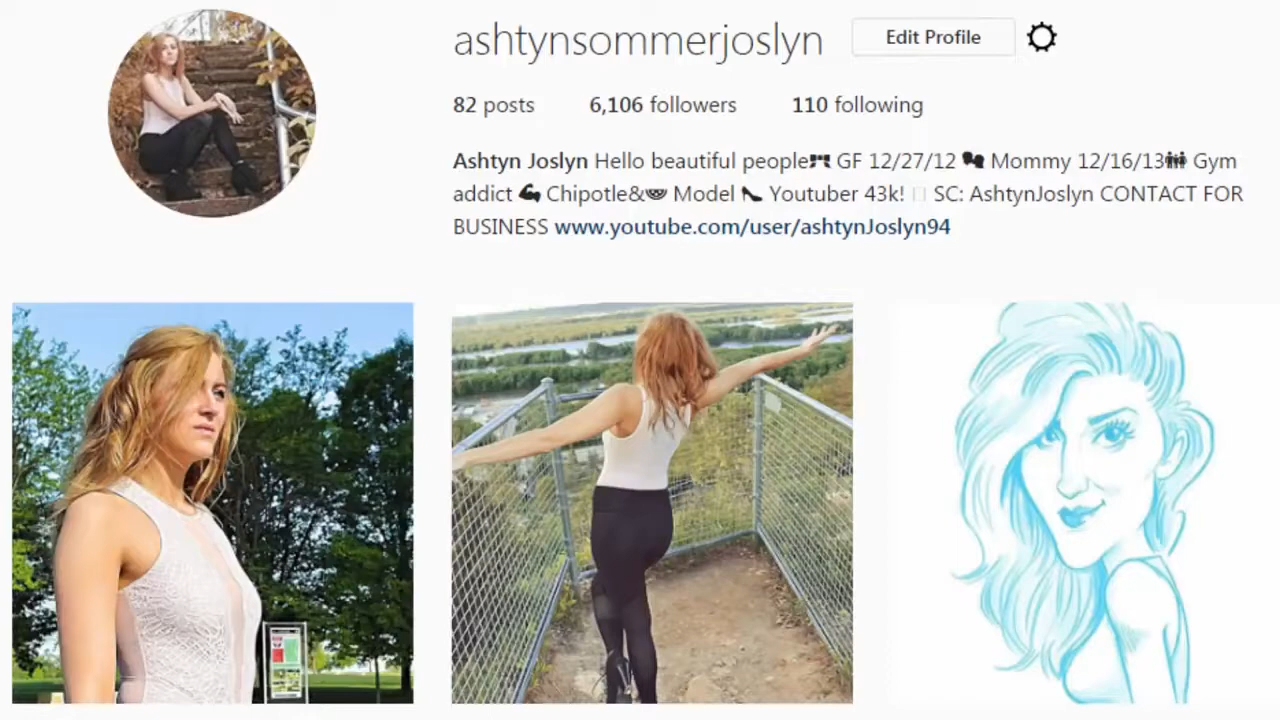 ashtynsommerjoslyn Edit Profile
82 posts 6,106 followers 110 following
Ashtyn Joslyn Hello beautiful people GF 12/27/12 Mommy 12/16/13 Gym
addict Chipotle& Model Youtuber 43k! SC: AshtynJoslyn CONTACT FOR
BUSINESS www.youtube.com/user/ashtynJoslyn94